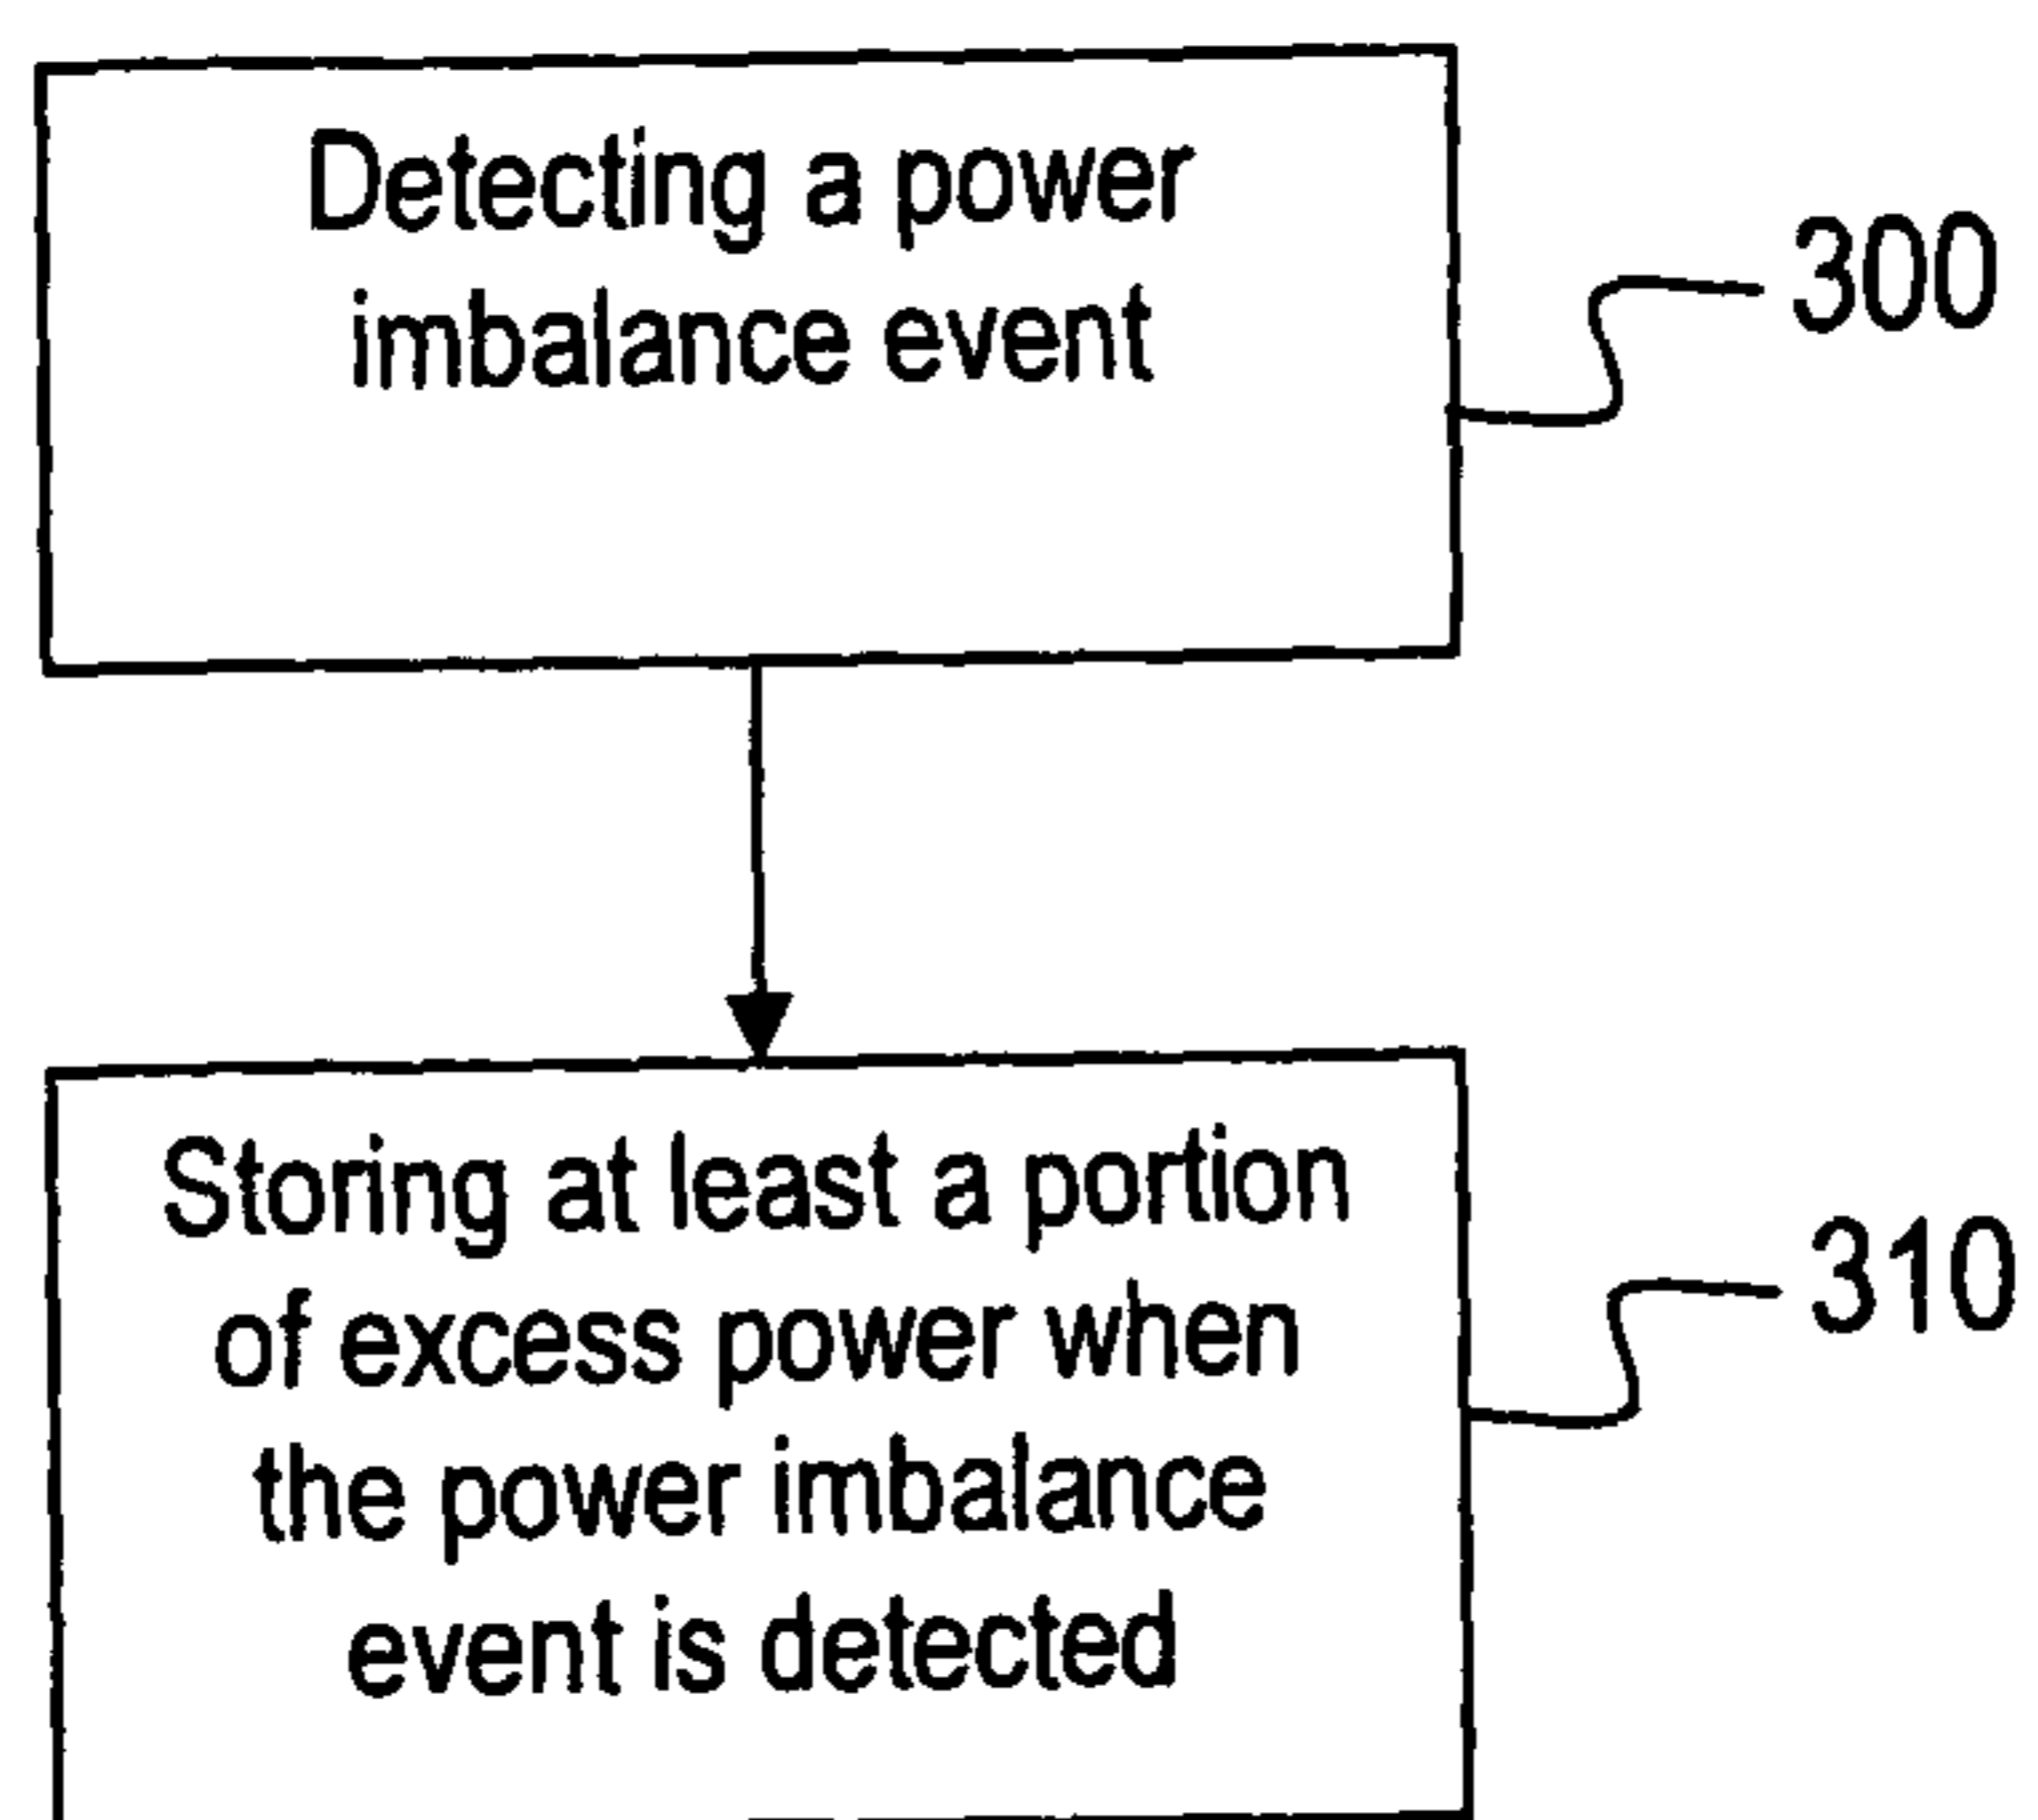 Detecting a power
imbalance event
300
Storing at least a portion
of excess power when
the power imbalance
event is detected
310